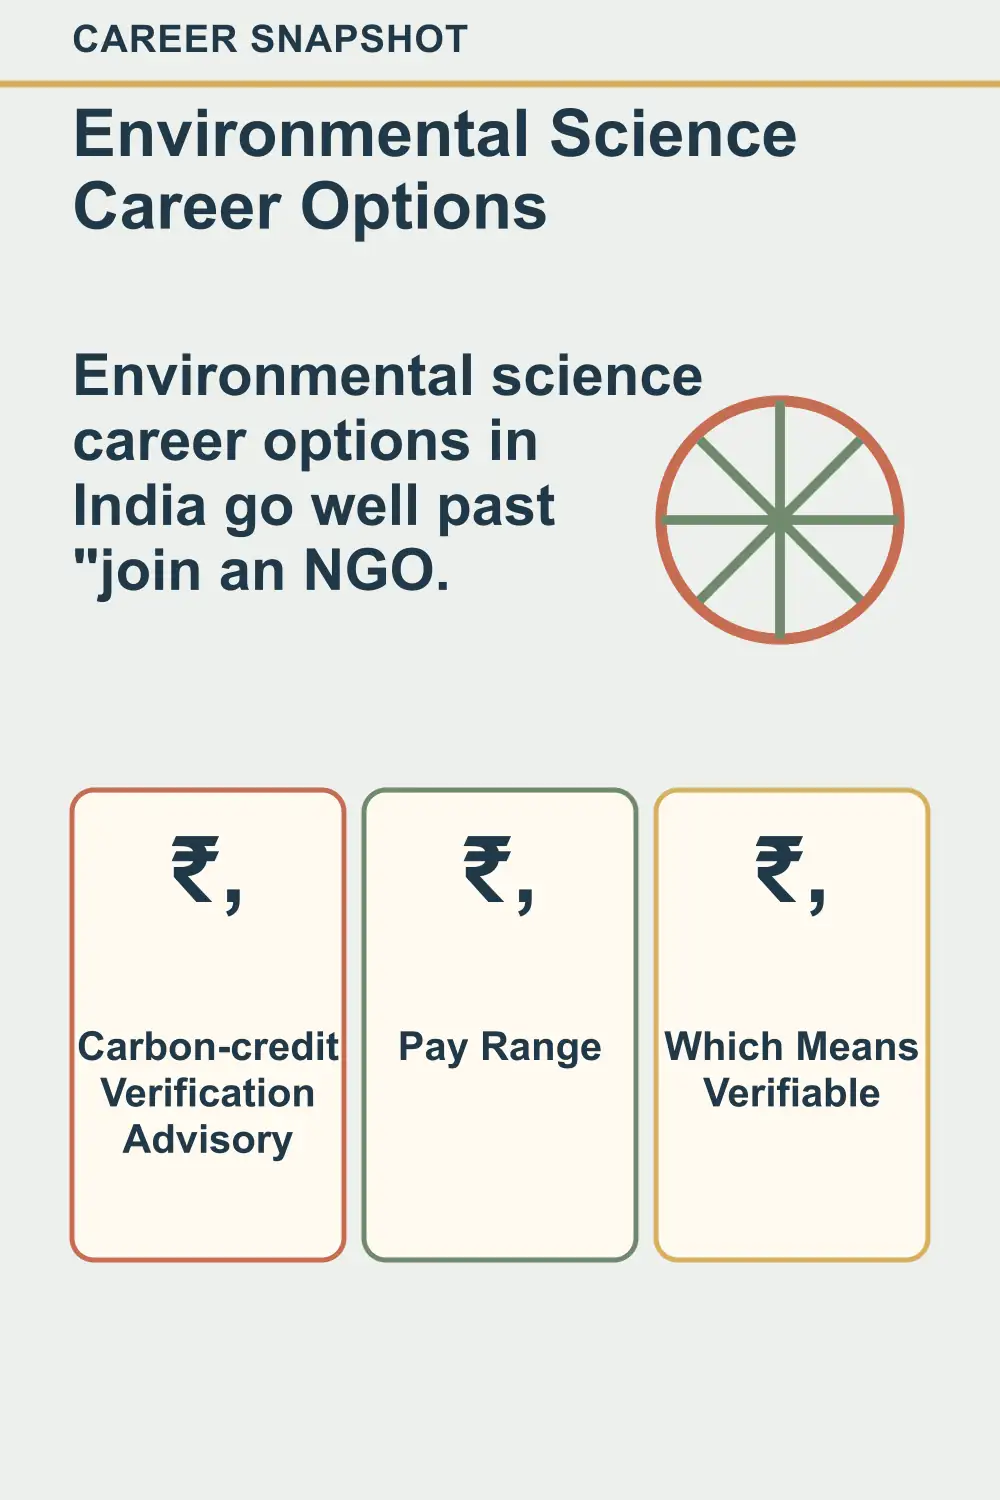 CAREER SNAPSHOT
Environmental Science
Career Options
Environmental science
career options in
India go well past
"join an NGO.
₹,
Carbon-credit
Verification
Advisory
₹,
Pay Range
₹,
Which Means
Verifiable